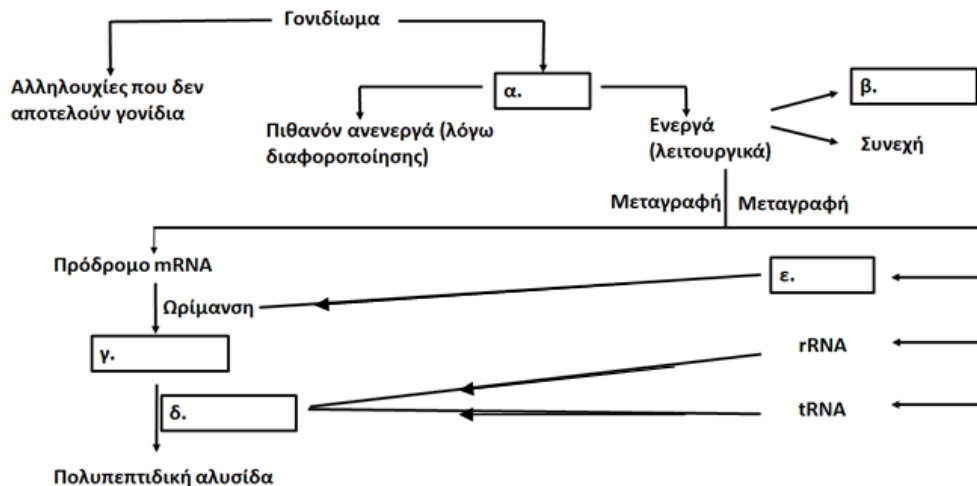 Γονιδίωμα
Αλληλουχίες που δεν
αποτελούν γονίδια
α.
β.
Πιθανόν ανενεργά (λόγω
διαφοροποίησης)
Ενεργά
(λειτουργικά)
Συνεχή
Μεταγραφή
Μεταγραφή
Πρόδρομο mRNA
ε.
Ωρίμανση
γ.
rRNA
δ.
tRNA
Πολυπεπτιδική αλυσίδα